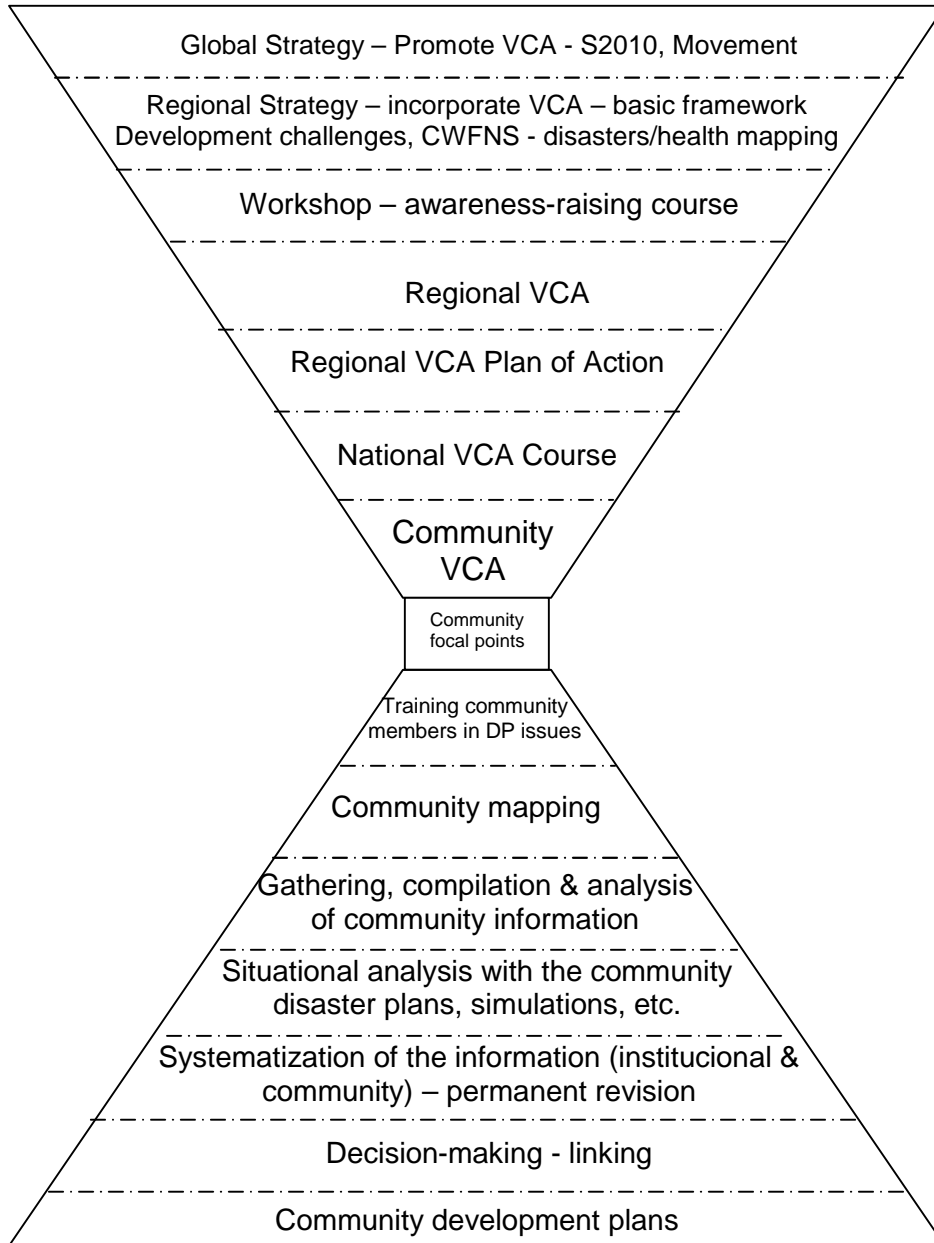 Global Strategy – Promote VCA - S2010, Movement
Regional Strategy – incorporate VCA – basic framework
Development challenges, CWFNS - disasters/health mapping
Workshop – awareness-raising course
Regional VCA
Regional VCA Plan of Action
National VCA Course
Community
VCA
Community
focal points
Training community
members in DP issues
Community mapping
Gathering, compilation & analysis
of community information
Situational analysis with the community
disaster plans, simulations, etc.
Systematization of the information (institucional &
community) – permanent revision
Decision-making - linking
Community development plans